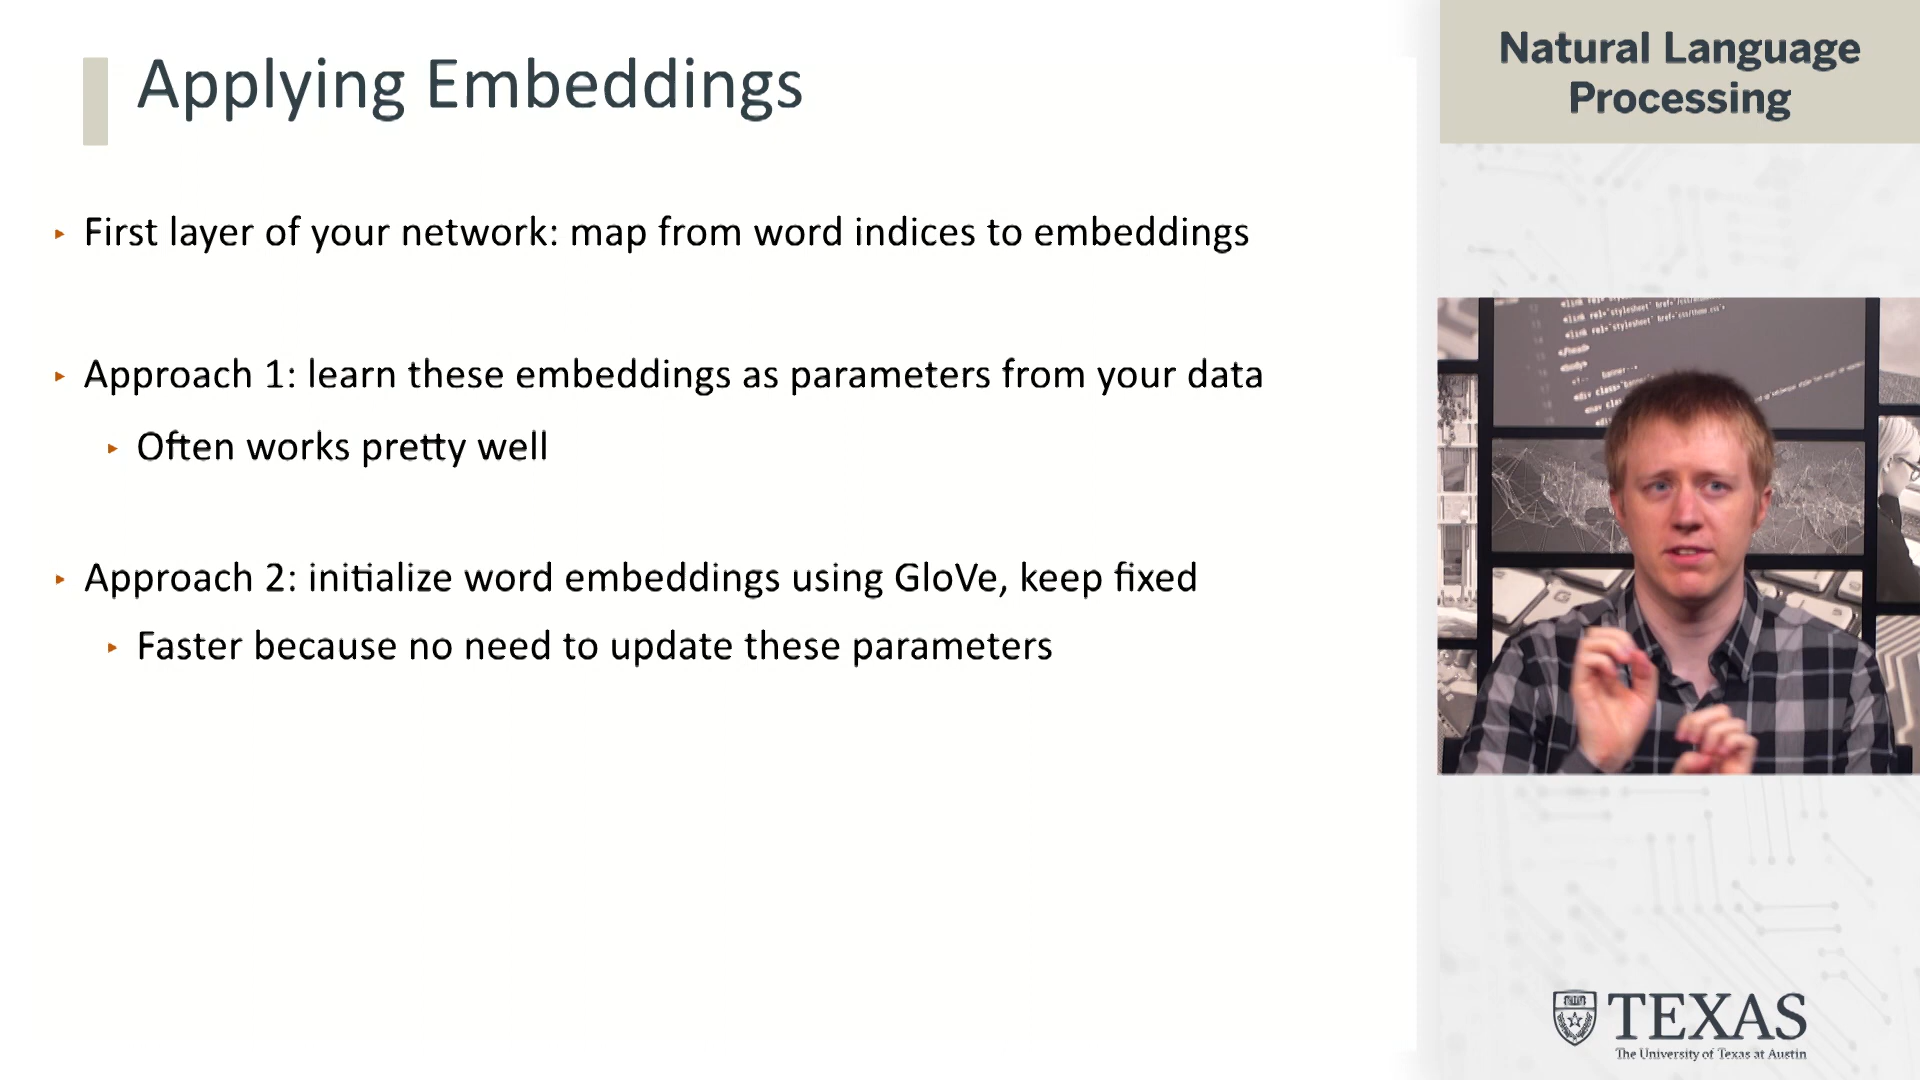 Applying Embeddings
Natural Language
Processing
‣ First layer of your network: map from word indices to embeddings
‣ Approach 1: learn these embeddings as parameters from your data
‣ Often works pretty well
‣ Approach 2: initialize word embeddings using GloVe, keep fixed
‣ Faster because no need to update these parameters
TEXAS
The University of Texas at Austin